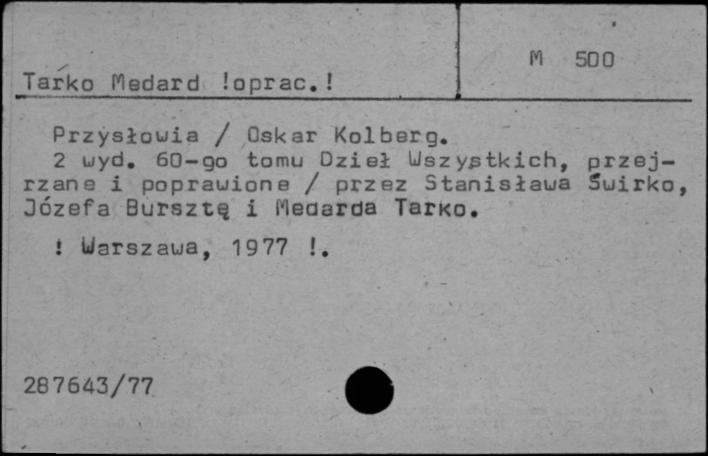 M 500
Tarko Medard !oprac.!
Przysłowia / Oskar Kolberg.
2 wyd. 60-go tomu Dzieł Wszystkich, przej-
rzane i poprawione / przez Stanisława Świrko,
Józefa Bursztę i Medarda Tarko.
! Warszawa, 1977 !.
287643/77